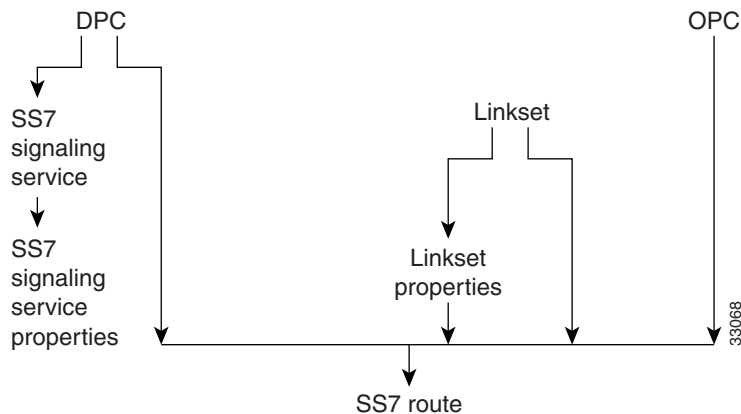 DPC
OPC
SS7
signaling
service
Linkset
SS7
signaling
service
properties
Linkset
properties
33068
SS7 route